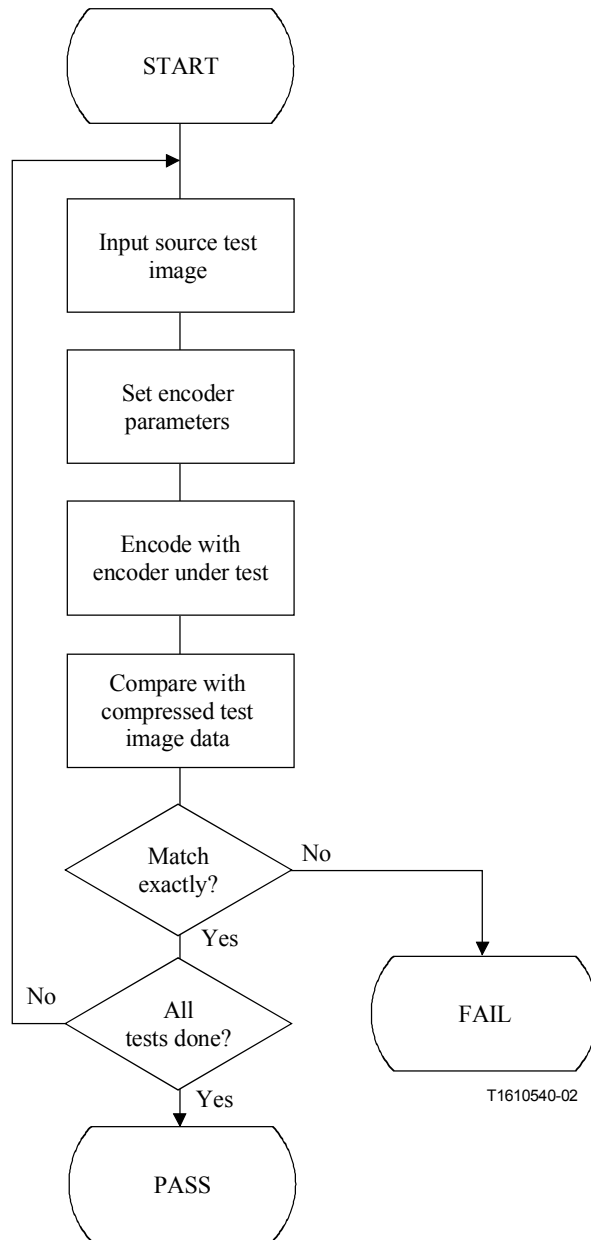 START
Input source test
image
Set encoder
parameters
Encode with
encoder under test
Compare with
compressed test
image data
Match
exactly?
No
Yes
No
All
tests done?
FAIL
T1610540-02
Yes
PASS